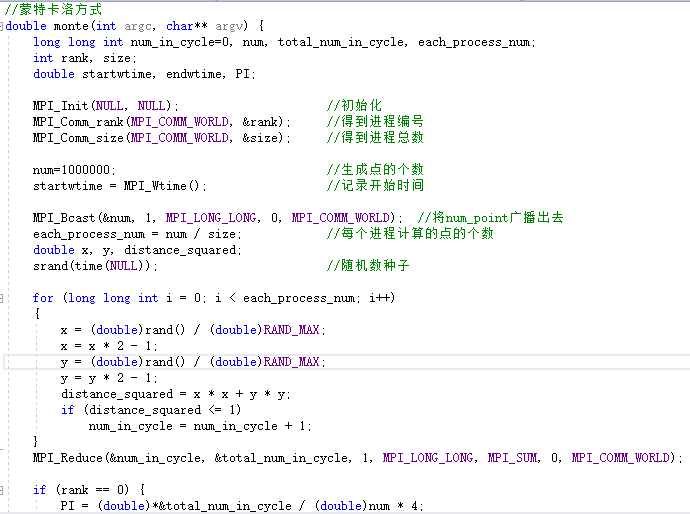 //蒙特卡洛方式
double monte(int argc, char** argv) {
    long long int num_in_cycle=0, num, total_num_in_cycle, each_process_num;
    int rank, size;
    double startwtime, endwtime, PI;
    MPI_Init(NULL, NULL);                     //初始化
    MPI_Comm_rank(MPI_COMM_WORLD, &rank);     //得到进程编号
    MPI_Comm_size(MPI_COMM_WORLD, &size);     //得到进程总数
    num=1000000;                              //生成点的个数
    startwtime = MPI_Wtime();                 //记录开始时间
    MPI_Bcast(&num, 1, MPI_LONG_LONG, 0, MPI_COMM_WORLD);  //将num_point广播出去
    each_process_num = num / size;            //每个进程计算的点的个数
    double x, y, distance_squared;
    srand(time(NULL));                        //随机数种子
    for (long long int i = 0; i < each_process_num; i++)
    {
        x = (double)rand() / (double)RAND_MAX;
        x = x * 2 - 1;
        y = (double)rand() / (double)RAND_MAX;
        y = y * 2 - 1;
        distance_squared = x * x + y * y;
        if (distance_squared <= 1)
            num_in_cycle = num_in_cycle + 1;
    }
    MPI_Reduce(&num_in_cycle, &total_num_in_cycle, 1, MPI_LONG_LONG, MPI_SUM, 0, MPI_COMM_WORLD);
    if (rank == 0) {
        PI = (double)*&total_num_in_cycle / (double)num * 4;